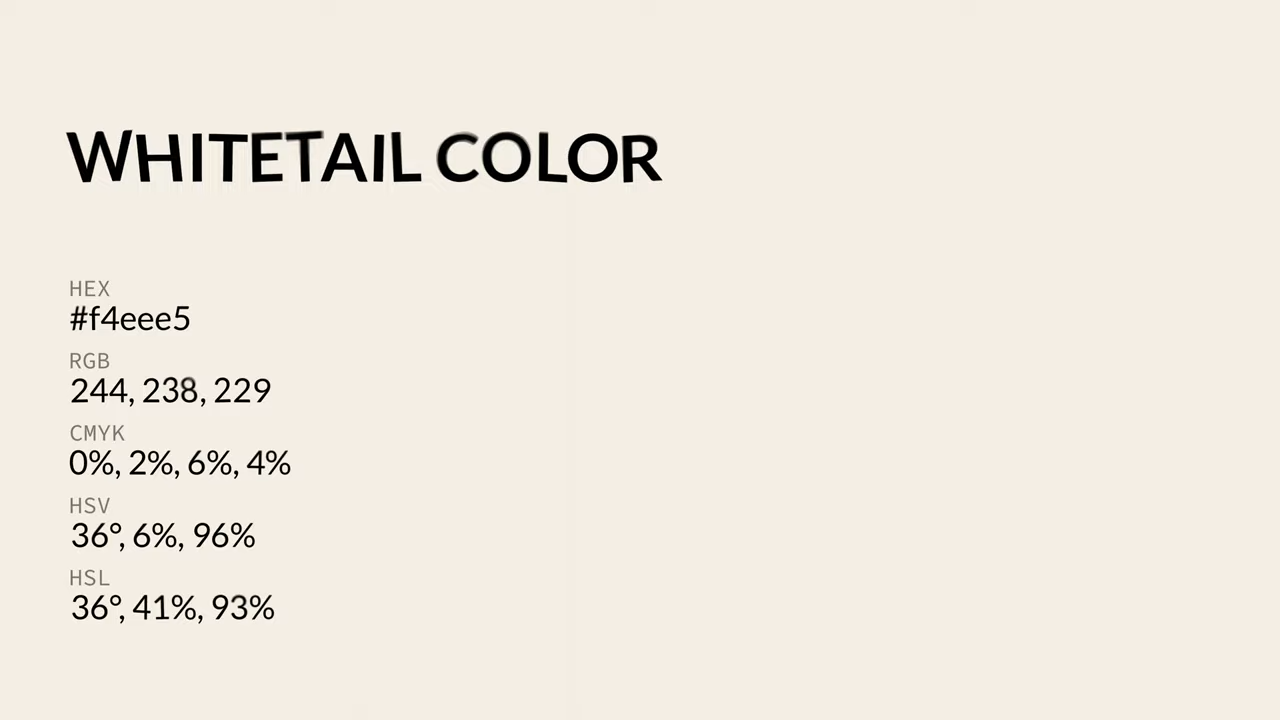 WHITETAIL COLOR
HEX
#f4eee5
RGB
244, 238, 229
CMYK
0%, 2%, 6%, 4%
HSV
36°, 6%, 96%
HSL
36°, 41%, 93%